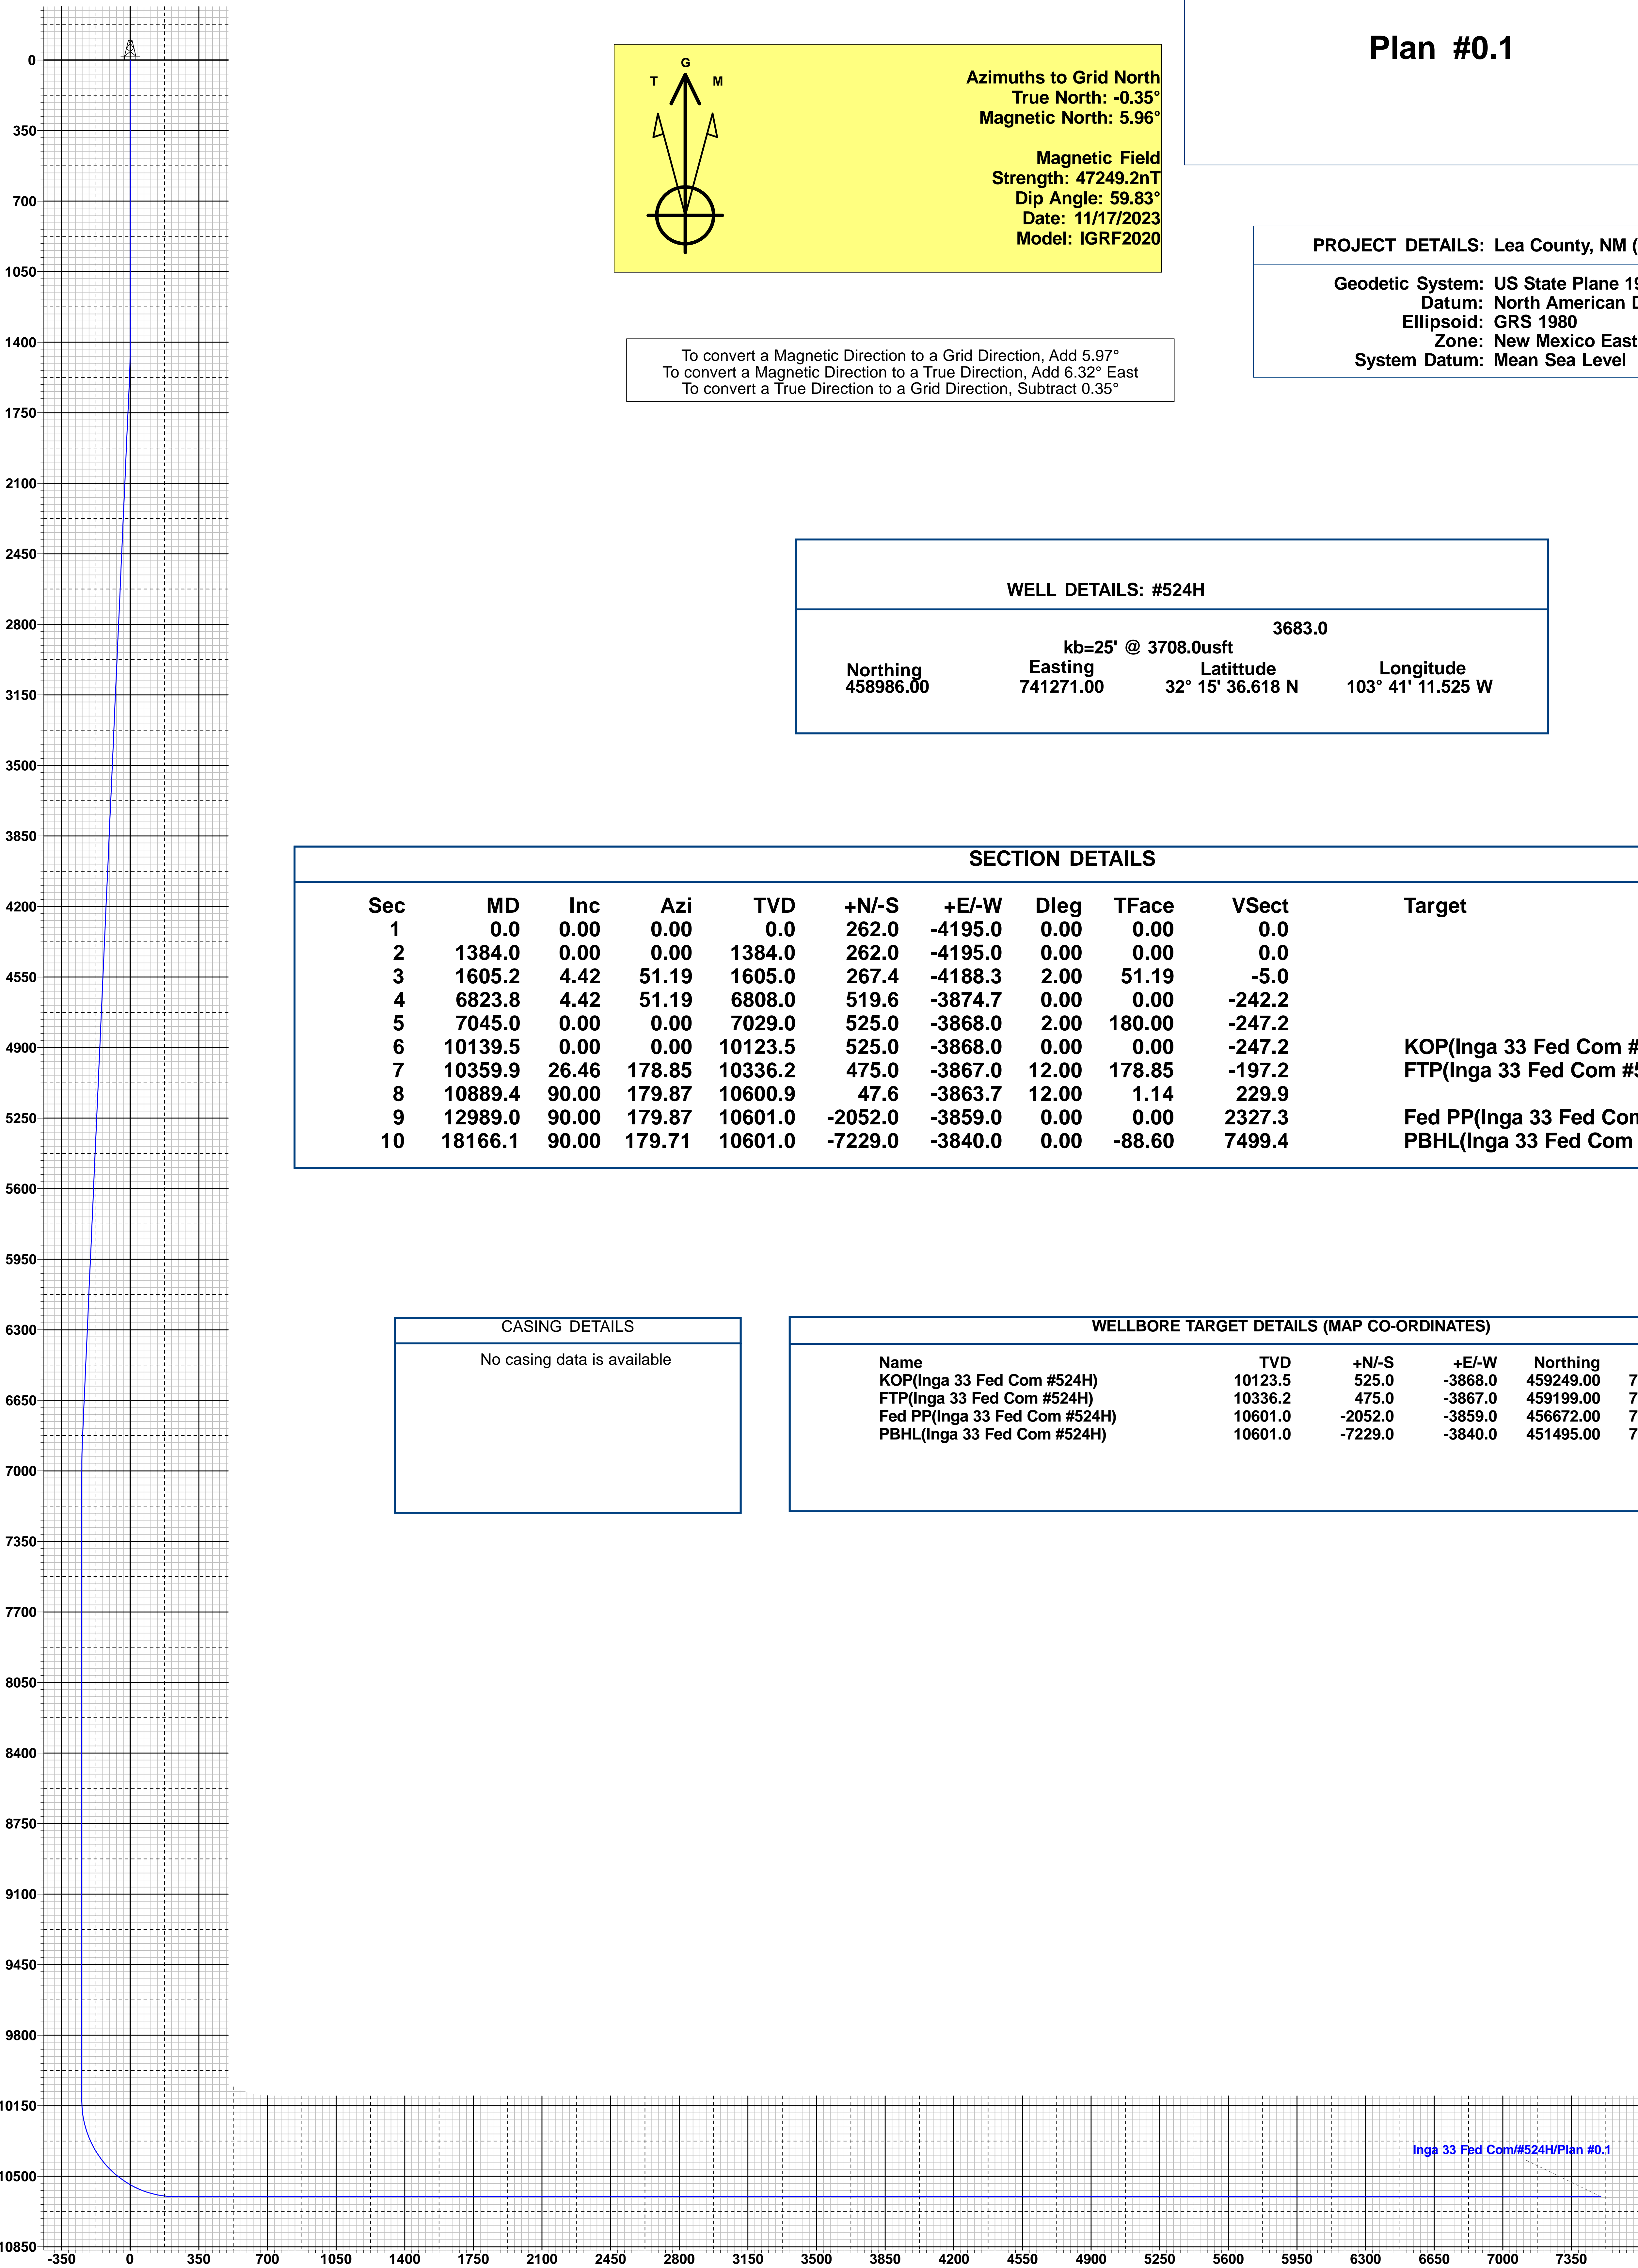 Plan #0.1
G
T M
Azimuths to Grid North
True North: -0.35°
Magnetic North: 5.96°
Magnetic Field
Strength: 47249.2nT
Dip Angle: 59.83°
Date: 11/17/2023
Model: IGRF2020
PROJECT DETAILS: Lea County, NM (
Geodetic System: US State Plane 19
Datum: North American D
Ellipsoid: GRS 1980
Zone: New Mexico East
System Datum: Mean Sea Level
To convert a Magnetic Direction to a Grid Direction, Add 5.97°
To convert a Magnetic Direction to a True Direction, Add 6.32° East
To convert a True Direction to a Grid Direction, Subtract 0.35°
WELL DETAILS: #524H
3683.0
kb=25' @ 3708.0usft
Northing Easting Latittude Longitude
458986.00 741271.00 32° 15' 36.618 N 103° 41' 11.525 W
SECTION DETAILS
Sec MD Inc Azi TVD +N/-S +E/-W Dleg TFace VSect Target
1 0.0 0.00 0.00 0.0 262.0 -4195.0 0.00 0.00 0.0
2 1384.0 0.00 0.00 1384.0 262.0 -4195.0 0.00 0.00 0.0
3 1605.2 4.42 51.19 1605.0 267.4 -4188.3 2.00 51.19 -5.0
4 6823.8 4.42 51.19 6808.0 519.6 -3874.7 0.00 0.00 -242.2
5 7045.0 0.00 0.00 7029.0 525.0 -3868.0 2.00 180.00 -247.2
6 10139.5 0.00 0.00 10123.5 525.0 -3868.0 0.00 0.00 -247.2 KOP(Inga 33 Fed Com #
7 10359.9 26.46 178.85 10336.2 475.0 -3867.0 12.00 178.85 -197.2 FTP(Inga 33 Fed Com #5
8 10889.4 90.00 179.87 10600.9 47.6 -3863.7 12.00 1.14 229.9
9 12989.0 90.00 179.87 10601.0 -2052.0 -3859.0 0.00 0.00 2327.3 Fed PP(Inga 33 Fed Com
10 18166.1 90.00 179.71 10601.0 -7229.0 -3840.0 0.00 -88.60 7499.4 PBHL(Inga 33 Fed Com
CASING DETAILS
No casing data is available
WELLBORE TARGET DETAILS (MAP CO-ORDINATES)
Name TVD +N/-S +E/-W Northing
KOP(Inga 33 Fed Com #524H) 10123.5 525.0 -3868.0 459249.00 7
FTP(Inga 33 Fed Com #524H) 10336.2 475.0 -3867.0 459199.00 7
Fed PP(Inga 33 Fed Com #524H) 10601.0 -2052.0 -3859.0 456672.00 7
PBHL(Inga 33 Fed Com #524H) 10601.0 -7229.0 -3840.0 451495.00 7
0
350
700
1050
1400
1750
2100
2450
2800
3150
3500
3850
4200
4550
4900
5250
5600
5950
6300
6650
7000
7350
7700
8050
8400
8750
9100
9450
9800
10150
10500
10850
Inga 33 Fed Com/#524H/Plan #0.1
-350 0 350 700 1050 1400 1750 2100 2450 2800 3150 3500 3850 4200 4550 4900 5250 5600 5950 6300 6650 7000 7350